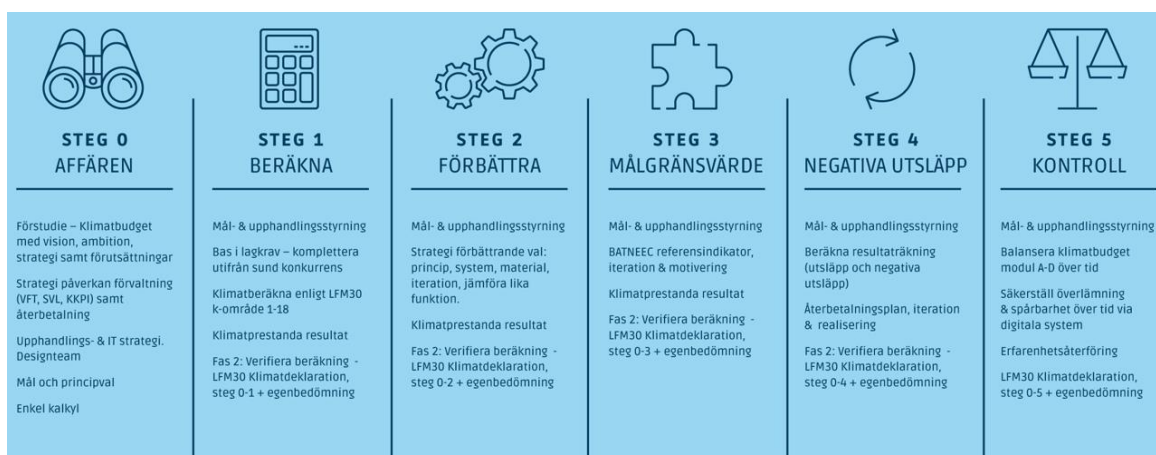 STEG 0
AFFÄREN
Förstudie – Klimatbudget
med vision, ambition,
strategi samt förutsättningar
Strategi påverkan förvaltning
(VFT, SVL, KKPI) samt
återbetalning
Upphandlings- & IT strategi.
Designteam
Mål och principval
Enkel kalkyl
STEG 1
BERÄKNA
Mål- & upphandlingsstyrning
Bas i lagkrav – komplettera
utifrån sund konkurrens
Klimatberäkna enligt LFM30
k-område 1-18
Klimatprestanda resultat
Fas 2: Verifiera beräkning -
LFM30 Klimatdeklaration,
steg 0-1 + egenbedömning
STEG 2
FÖRBÄTTRA
Mål- & upphandlingsstyrning
Strategi förbättrande val:
princip, system, material,
iteration, jämföra lika
funktion.
Klimatprestanda resultat
Fas 2: Verifiera beräkning -
LFM30 Klimatdeklaration,
steg 0-2 + egenbedömning
STEG 3
MÅLGRÄNSVÄRDE
Mål- & upphandlingsstyrning
BATNEEC referensindikator,
iteration & motivering
Klimatprestanda resultat
Fas 2: Verifiera beräkning -
LFM30 Klimatdeklaration,
steg 0-3 + egenbedömning
STEG 4
NEGATIVA UTSLÄPP
Mål- & upphandlingsstyrning
Beräkna resultaträkning
(utsläpp och negativa
utsläpp)
Återbetalningsplan, iteration
& realisering
Fas 2: Verifiera beräkning -
LFM30 Klimatdeklaration,
steg 0-4 + egenbedömning
STEG 5
KONTROLL
Mål- & upphandlingsstyrning
Balansera klimatbudget
modul A-D över tid
Säkerställ överlämning
& spårbarhet över tid via
digitala system
Erfarenhetsåterföring
LFM30 Klimatdeklaration,
steg 0-5 + egenbedömning